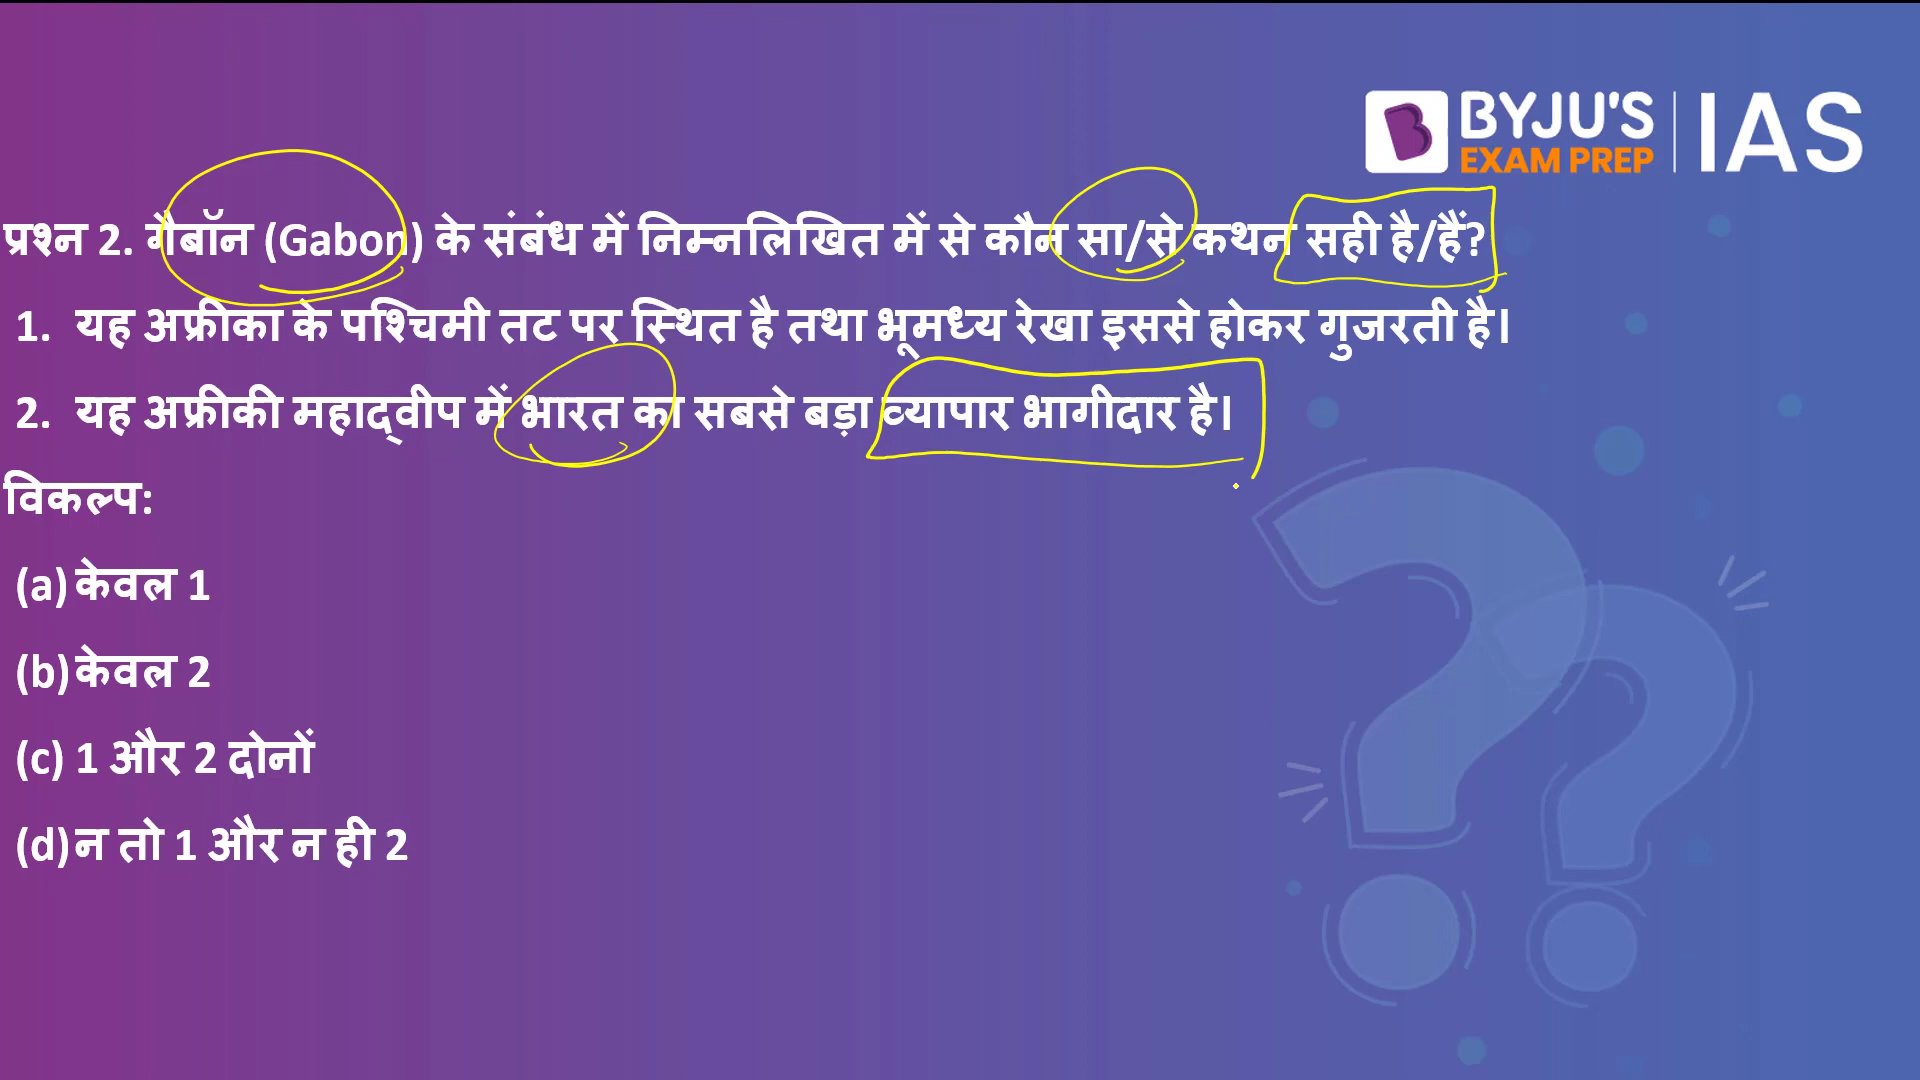 BYJU'S IAS
EXAM PREP
प्रश्न 2. गैबॉन (Gabon) के संबंध में निम्नलिखित में से कौन सा/से कथन सही है/हैं?
1. यह अफ्रीका के पश्चिमी तट पर स्थित है तथा भूमध्य रेखा इससे होकर गुजरती है।
2. यह अफ्रीकी महाद्वीप में भारत का सबसे बड़ा व्यापार भागीदार है।
विकल्प:
(a) केवल 1
(b) केवल 2
(c) 1 और 2 दोनों
(d) न तो 1 और न ही 2